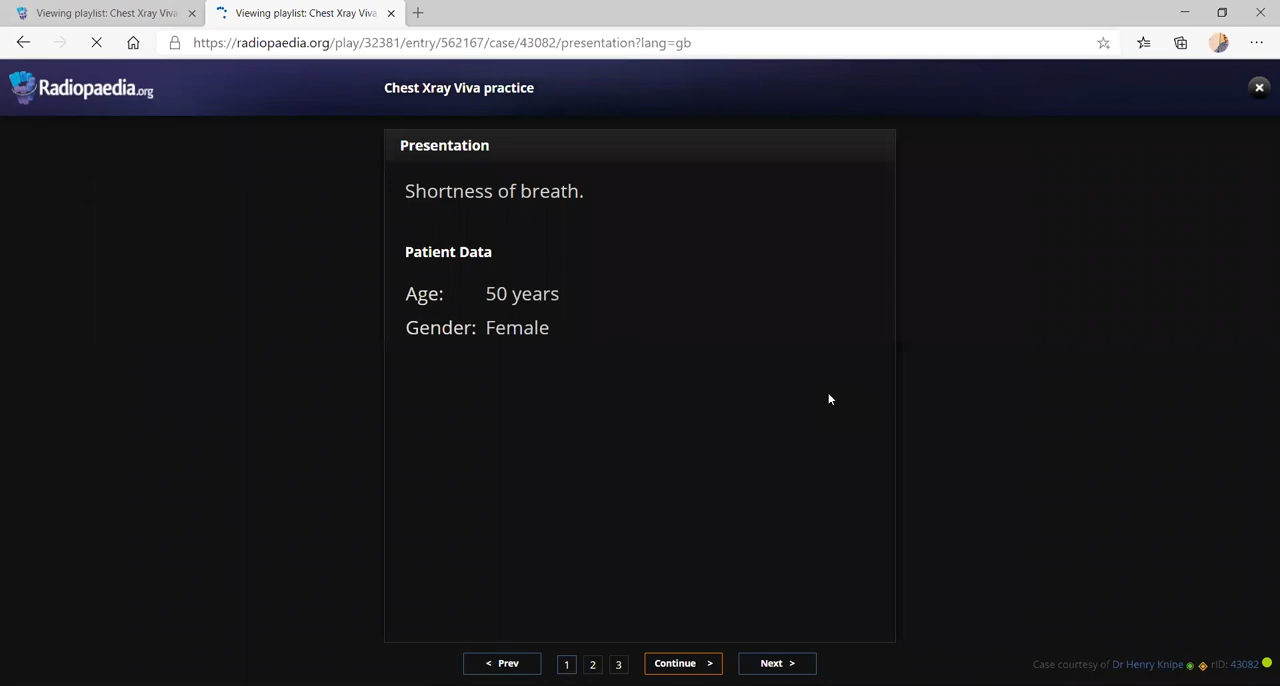 Viewing playlist: Chest Xray Viva
Viewing playlist: Chest Xray Viva
https://radiopaedia.org/play/32381/entry/562167/case/43082/presentation?lang=gb
Radiopaedia.org
Chest Xray Viva practice
Presentation
Shortness of breath.
Patient Data
Age: 50 years
Gender: Female
< Prev 1 2 3 Continue > Next >
Case courtesy of Dr Henry Knipe rID: 43082